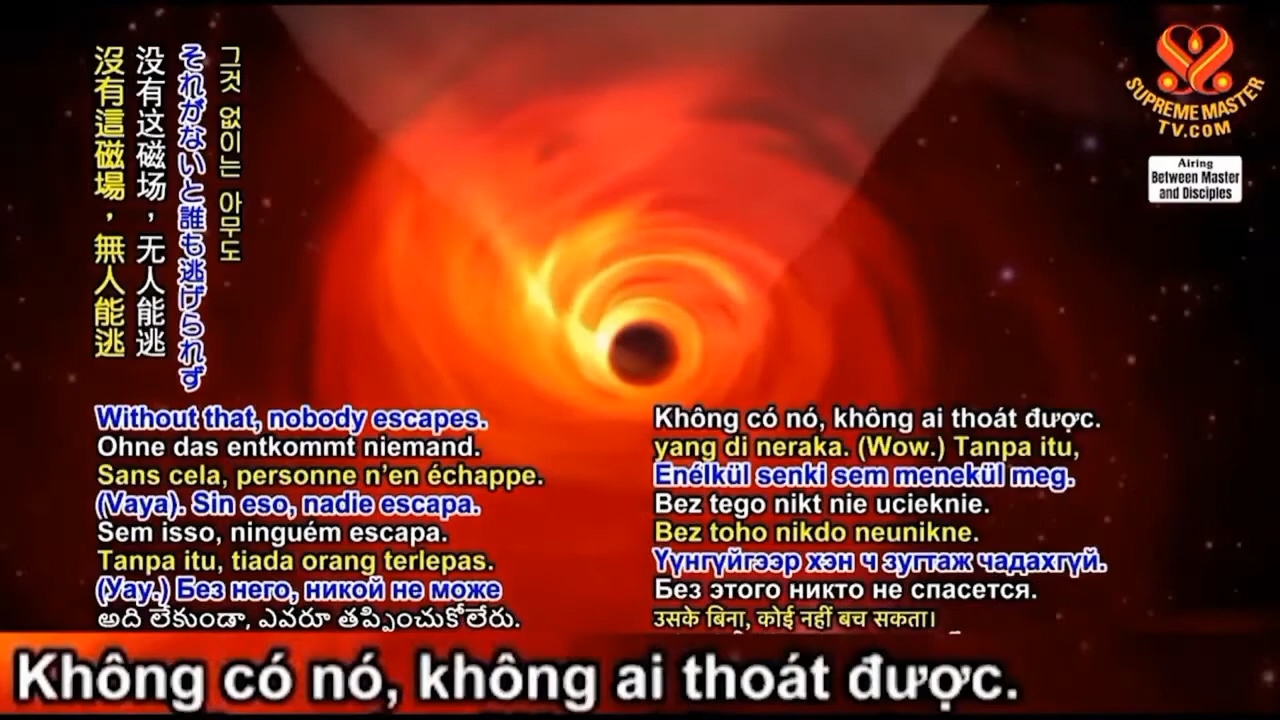 그것 없이는 아무도
それがないと誰も逃げられず
没有这磁场，无人能逃
沒有這磁場，無人能逃
SUPREME MASTER
TV.COM
Airing
Between Master
and Disciples
Without that, nobody escapes.
Ohne das entkommt niemand.
Sans cela, personne n’en échappe.
(Vaya). Sin eso, nadie escapa.
Sem isso, ninguém escapa.
Tanpa itu, tiada orang terlepas.
(Уау.) Без него, никой не може
అది లేకుండా, ఎవరూ తప్పించుకోలేరు.
Không có nó, không ai thoát được.
yang di neraka. (Wow.) Tanpa itu,
Enélkül senki sem menekül meg.
Bez tego nikt nie ucieknie.
Bez toho nikdo neunikne.
Үүнгүйгээр хэн ч зугтаж чадахгүй.
Без этого никто не спасется.
उसके बिना, कोई नहीं बच सकता।
Không có nó, không ai thoát được.